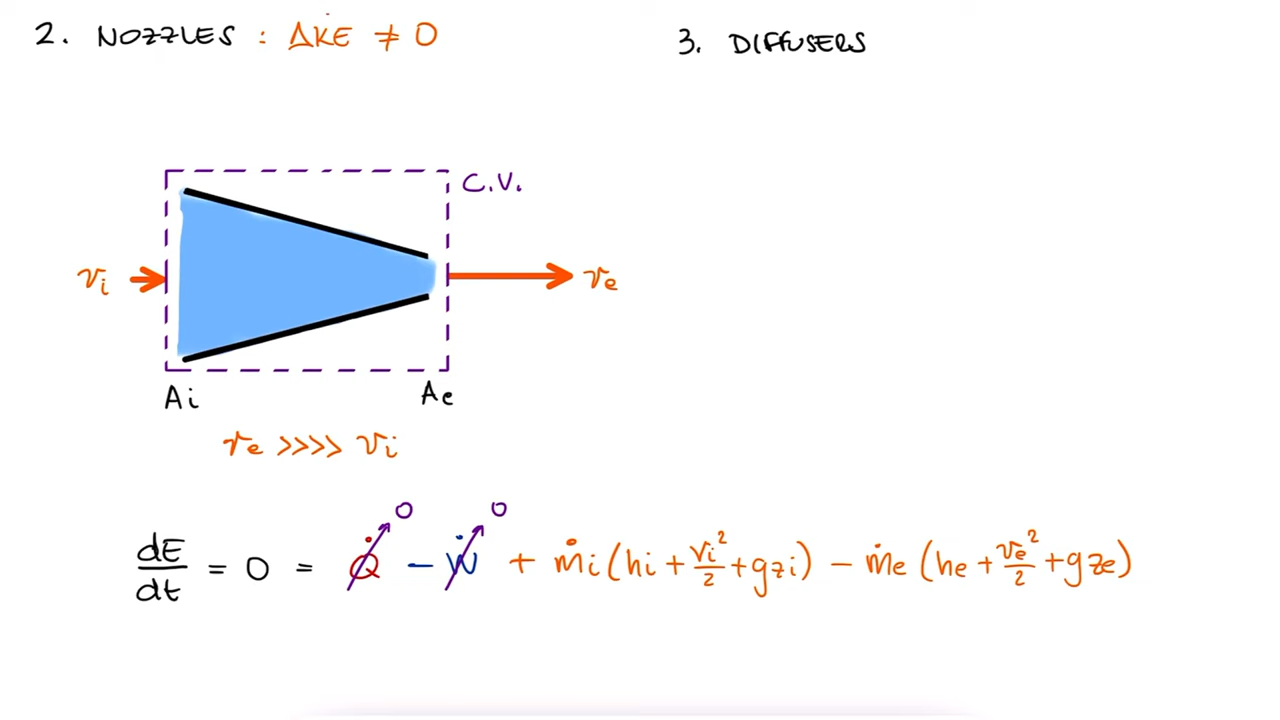 2. NOZZLES : ΔKE ≠ 0
3. DIFFUSERS
C.V.
Vi
Ve
Ai
Ae
Ve >>>> Vi
dE/dt = 0 = Q̇ 0 − Ẇ 0 + ṁi (hi + Vi²/2 + gzi) − ṁe (he + Ve²/2 + gze)